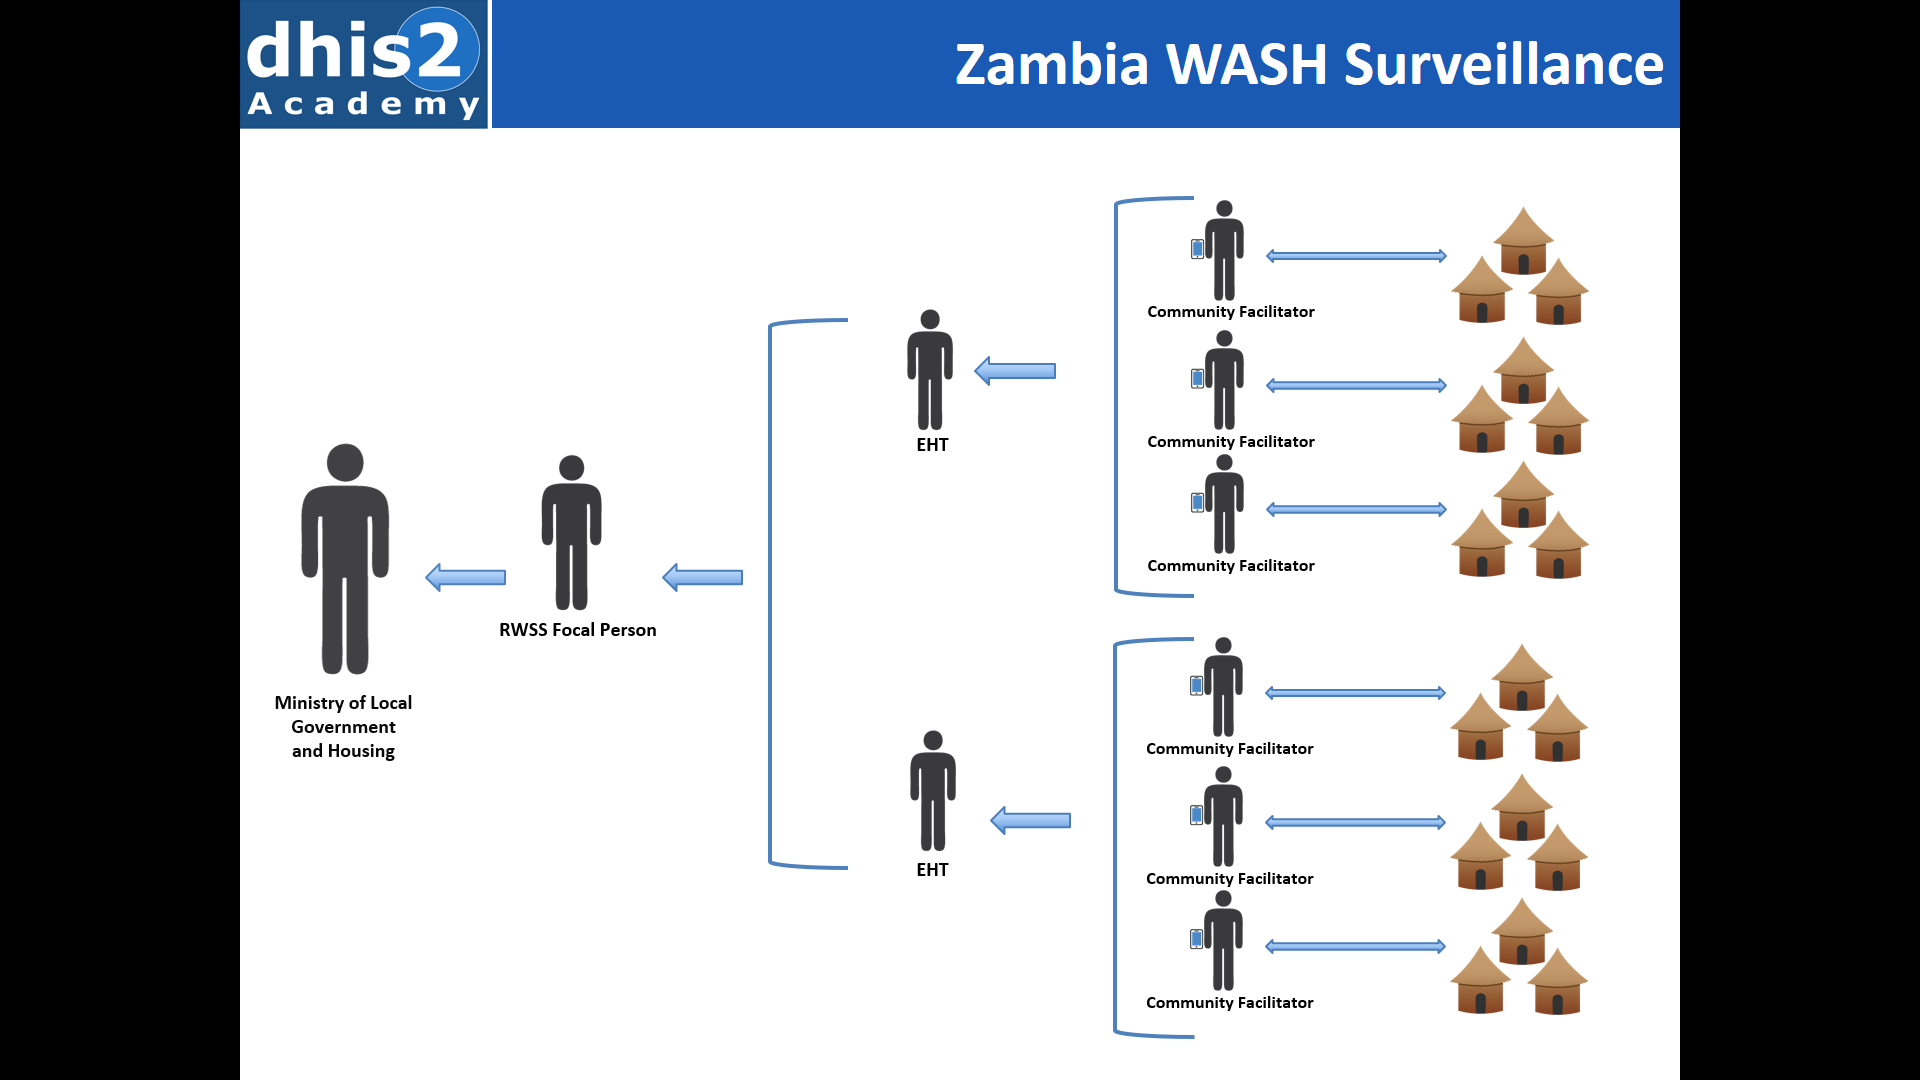 dhis2
Academy
Zambia WASH Surveillance
Community Facilitator
Community Facilitator
Community Facilitator
EHT
RWSS Focal Person
Ministry of Local
Government
and Housing
Community Facilitator
EHT
Community Facilitator
Community Facilitator